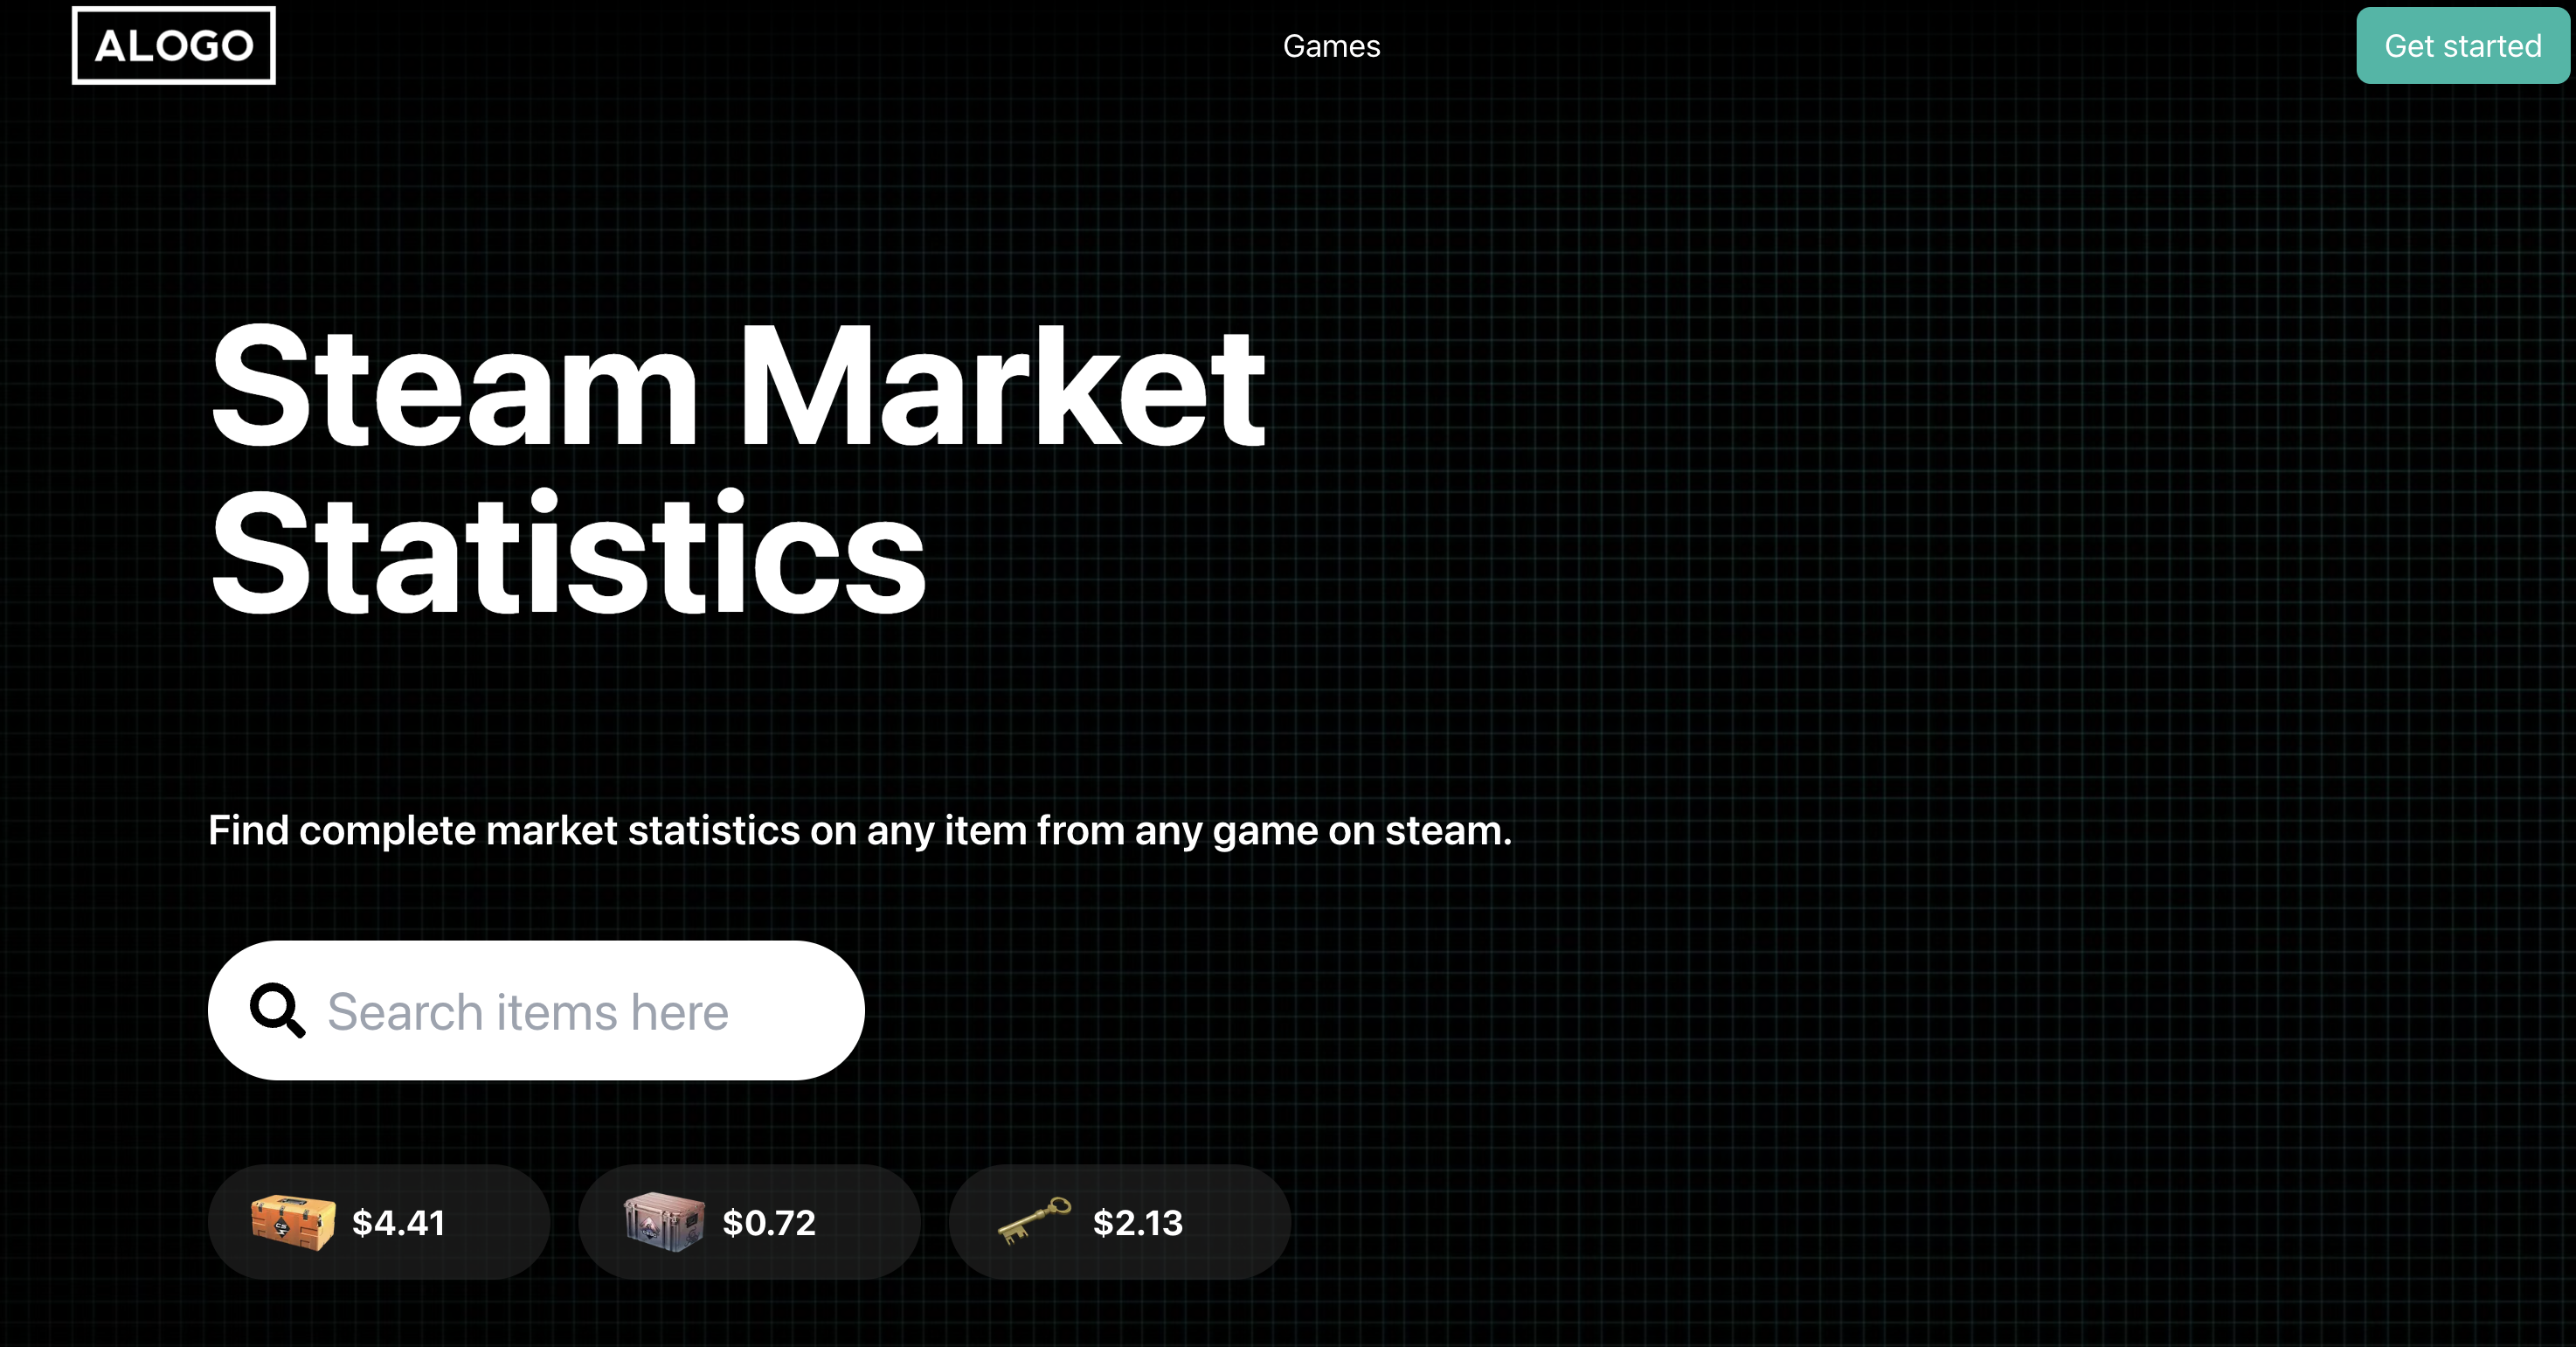 ALOGO
Games
Get started
Steam Market
Statistics
Find complete market statistics on any item from any game on steam.
Search items here
$4.41
$0.72
$2.13